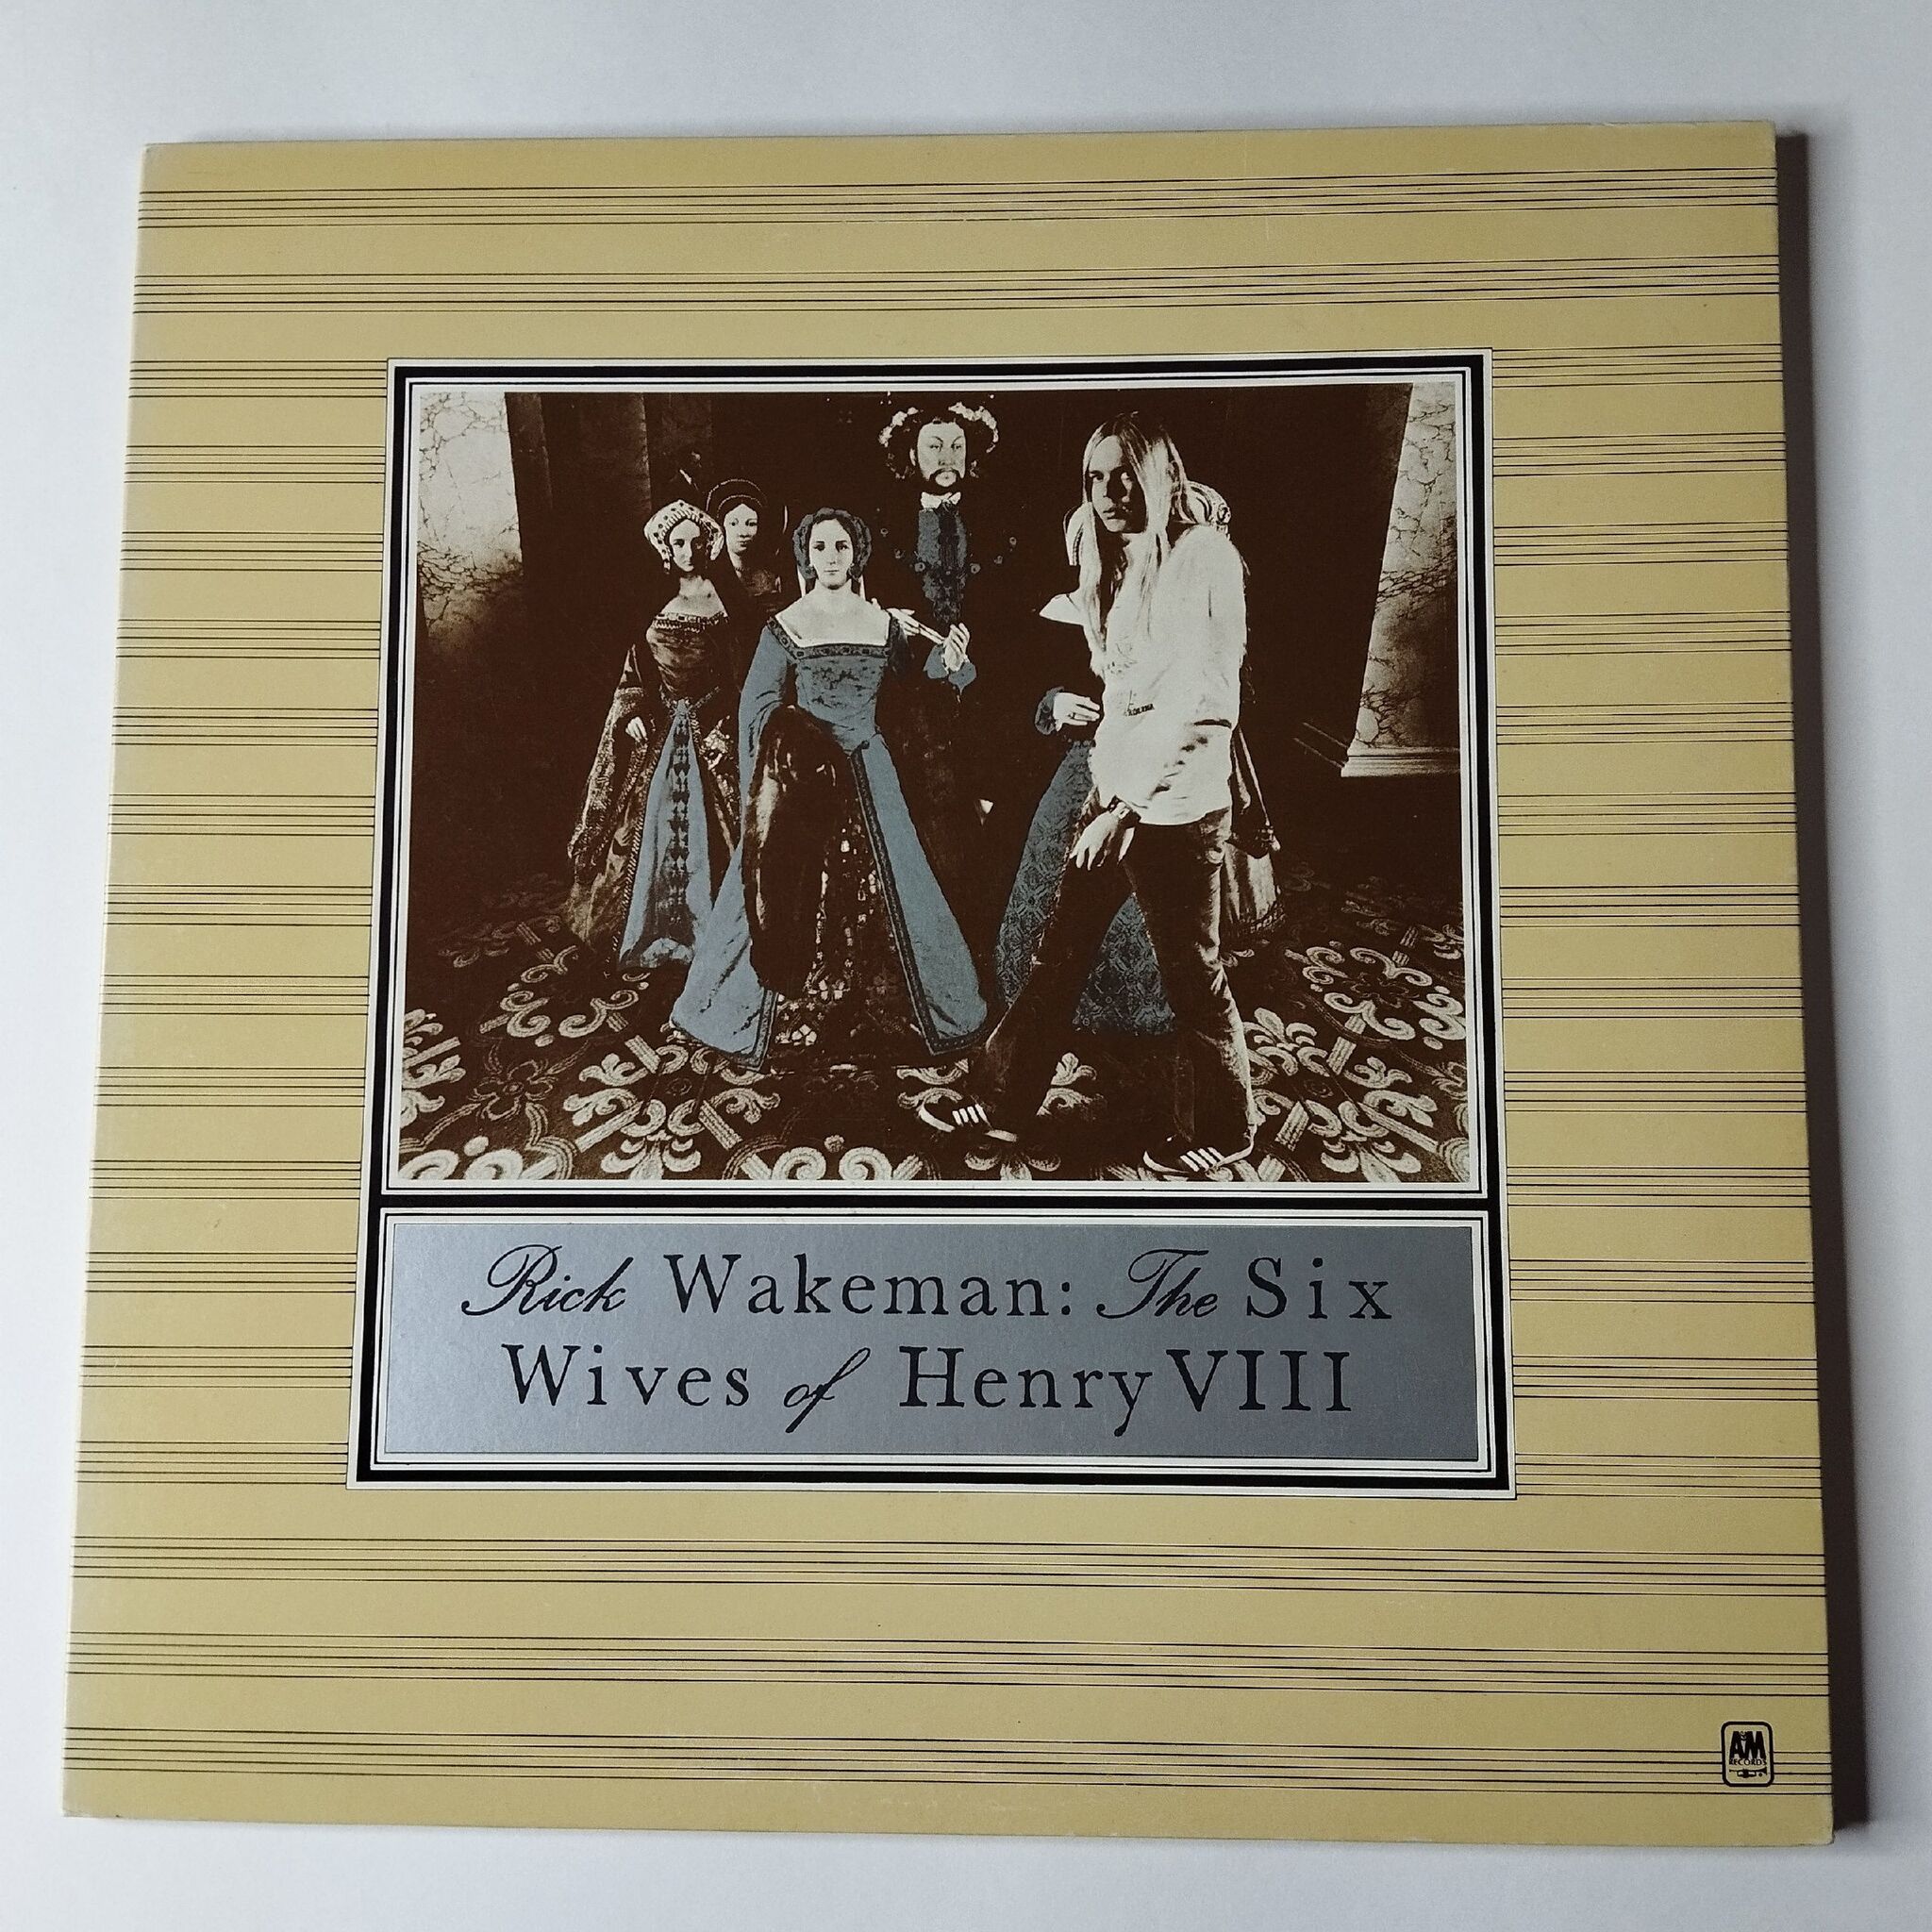 Rick Wakeman: The Six
Wives of Henry VIII
A&M
RECORDS